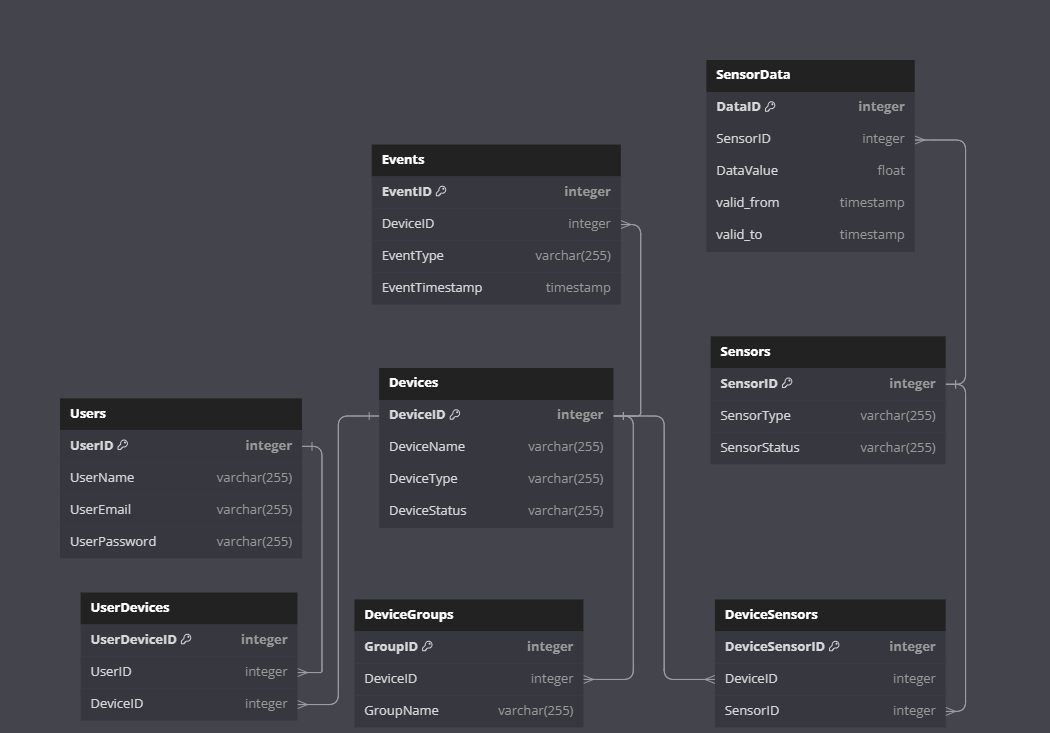 SensorData
DataID integer
SensorID integer
DataValue float
valid_from timestamp
valid_to timestamp
Events
EventID integer
DeviceID integer
EventType varchar(255)
EventTimestamp timestamp
Sensors
SensorID integer
SensorType varchar(255)
SensorStatus varchar(255)
Devices
DeviceID integer
DeviceName varchar(255)
DeviceType varchar(255)
DeviceStatus varchar(255)
Users
UserID integer
UserName varchar(255)
UserEmail varchar(255)
UserPassword varchar(255)
UserDevices
UserDeviceID integer
UserID integer
DeviceID integer
DeviceGroups
GroupID integer
DeviceID integer
GroupName varchar(255)
DeviceSensors
DeviceSensorID integer
DeviceID integer
SensorID integer